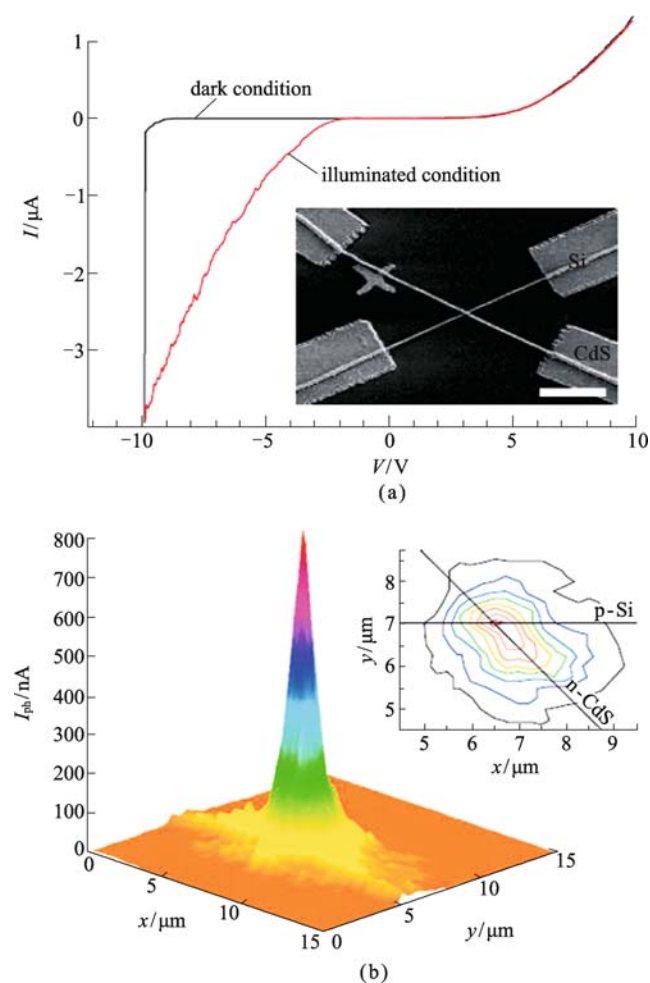 1
0
−1
−2
−3
I/μA
dark condition
illuminated condition
Si
CdS
−10
−5
0
5
10
V/V
(a)
800
700
600
500
400
300
200
100
0
I_ph/nA
0
5
10
15
x/μm
0
5
10
15
y/μm
8
7
6
5
y/μm
p-Si
n-CdS
5
6
7
8
9
x/μm
(b)